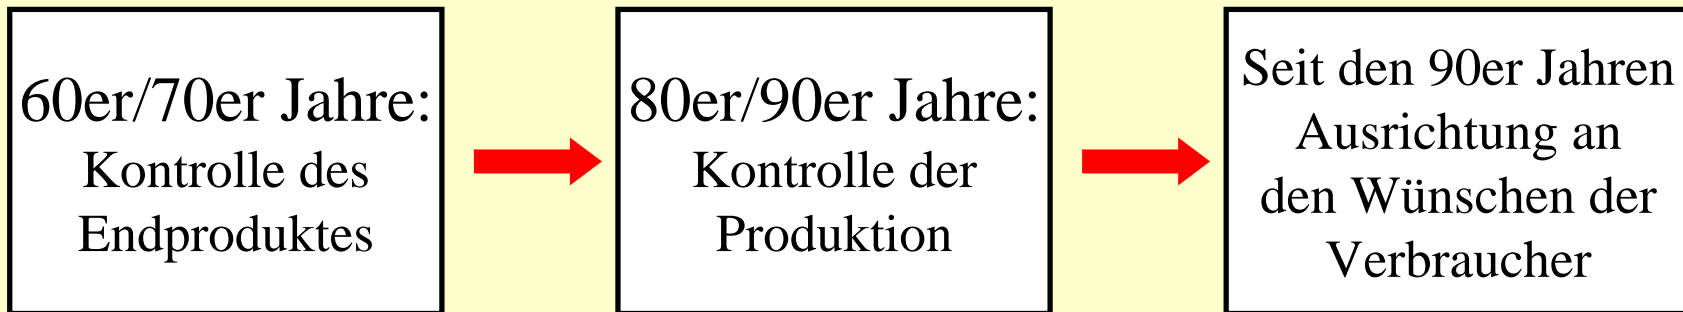 60er/70er Jahre:
Kontrolle des
Endproduktes
80er/90er Jahre:
Kontrolle der
Produktion
Seit den 90er Jahren
Ausrichtung an
den Wünschen der
Verbraucher